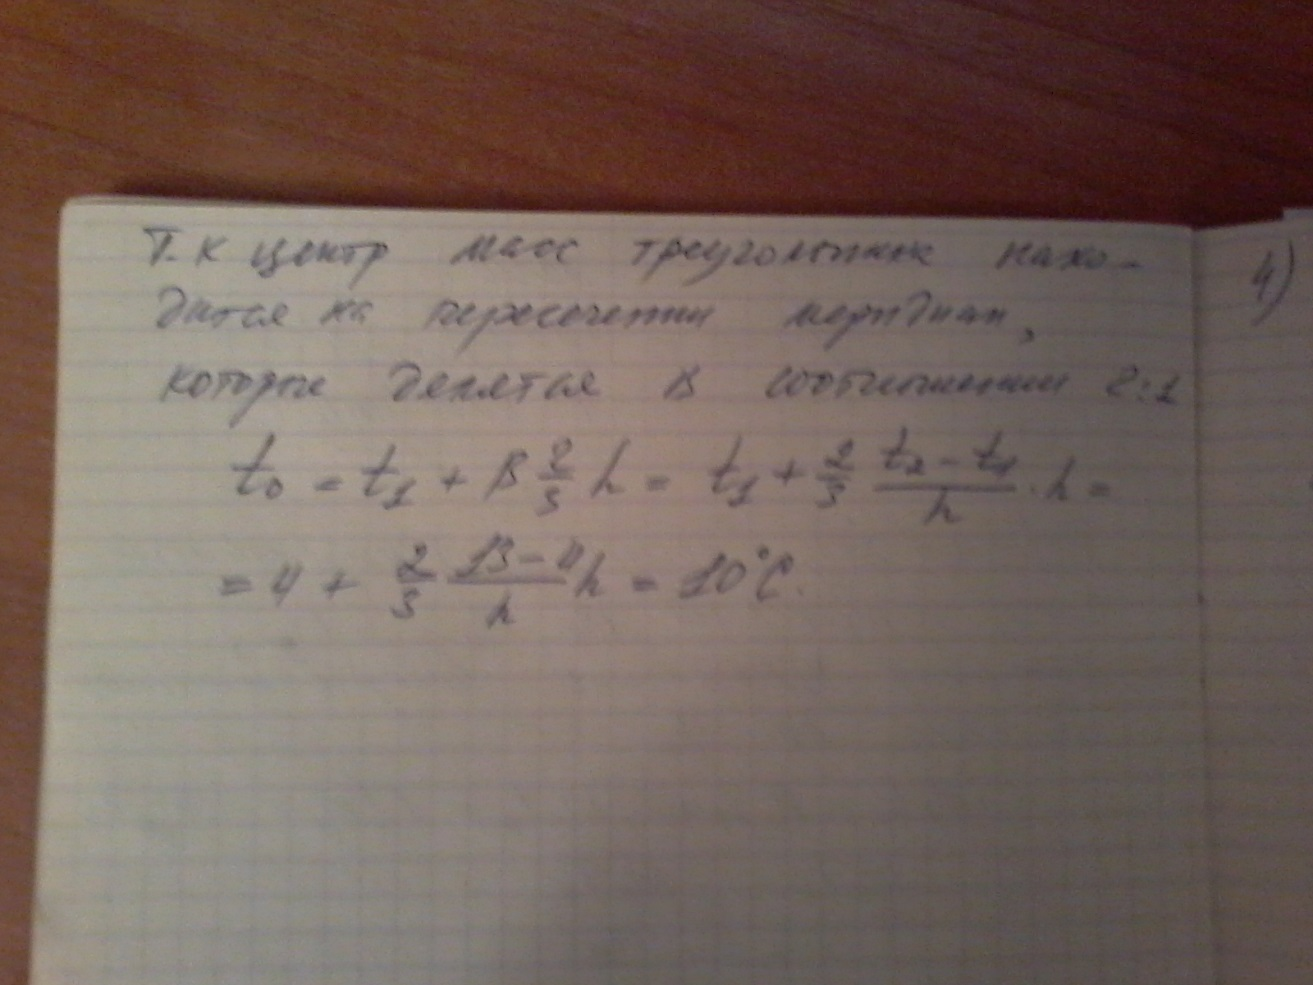 Т.к центр масс треугольника нахо-
4)
дится на пересечении меридиан,
которые делятся в соотношении 2:1
t₀ = t₁ + β 2/3 h = t₁ + 2/3 (t₂ - t₁)/h · h =
= 4 + 2/3 (13 - 4)/h h = 10°C.